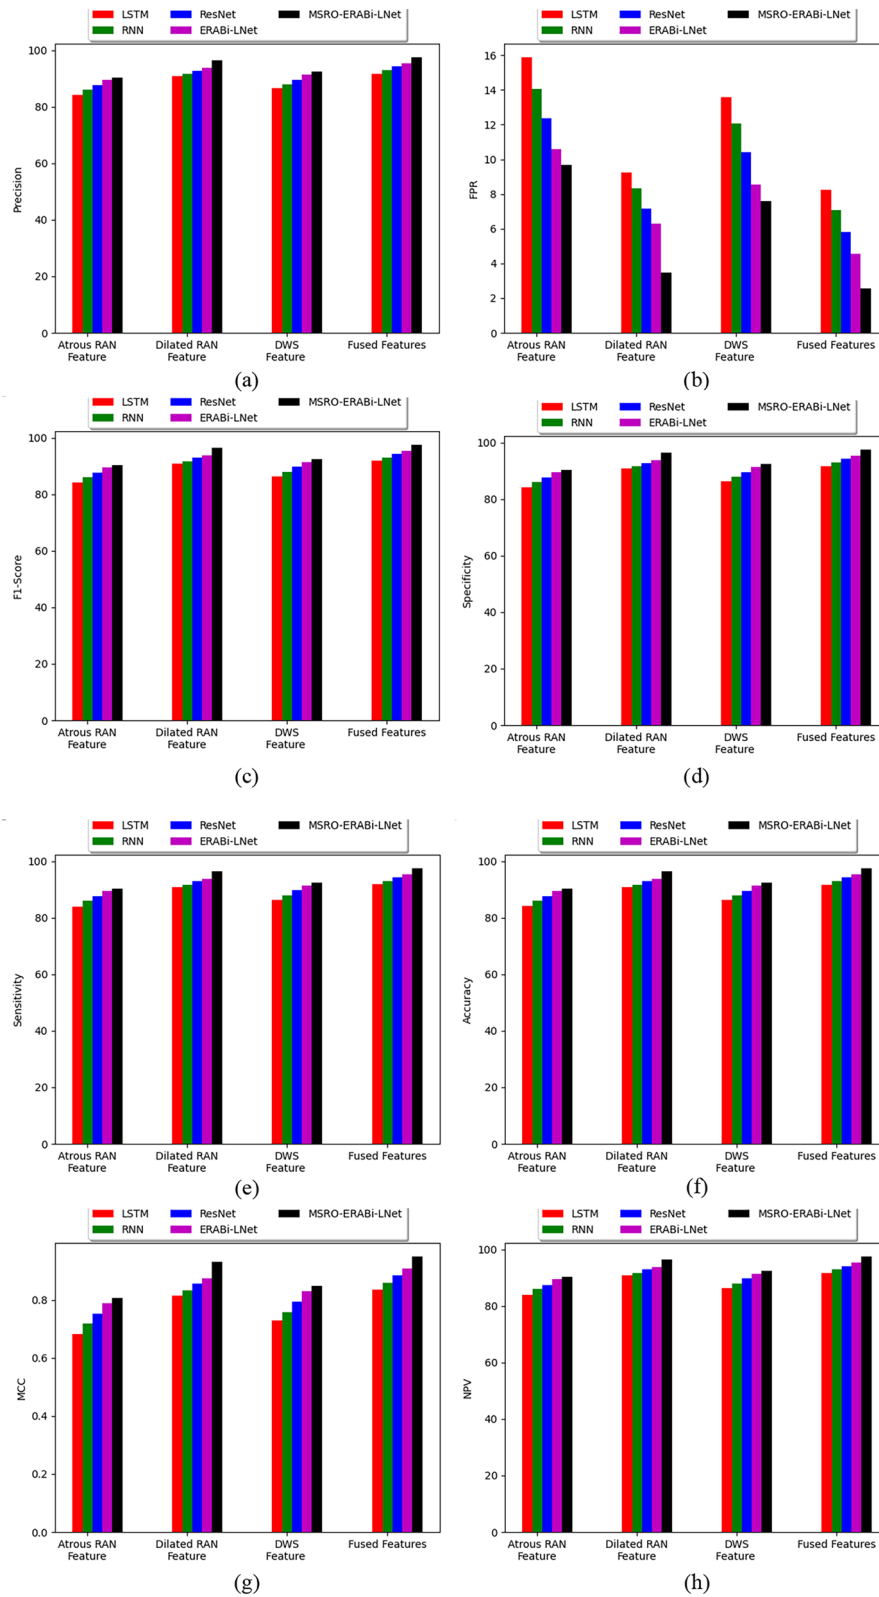 LSTM ResNet MSRO-ERABi-LNet
RNN ERABi-LNet
100
80
60
40
20
0
Precision
Atrous RAN Dilated RAN DWS Fused Features
Feature Feature Feature
(a)
LSTM ResNet MSRO-ERABi-LNet
RNN ERABi-LNet
16
14
12
10
8
6
4
2
0
FPR
Atrous RAN Dilated RAN DWS Fused Features
Feature Feature Feature
(b)
LSTM ResNet MSRO-ERABi-LNet
RNN ERABi-LNet
100
80
60
40
20
0
F1-Score
Atrous RAN Dilated RAN DWS Fused Features
Feature Feature Feature
(c)
LSTM ResNet MSRO-ERABi-LNet
RNN ERABi-LNet
100
80
60
40
20
0
Specificity
Atrous RAN Dilated RAN DWS Fused Features
Feature Feature Feature
(d)
LSTM ResNet MSRO-ERABi-LNet
RNN ERABi-LNet
100
80
60
40
20
0
Sensitivity
Atrous RAN Dilated RAN DWS Fused Features
Feature Feature Feature
(e)
LSTM ResNet MSRO-ERABi-LNet
RNN ERABi-LNet
100
80
60
40
20
0
Accuracy
Atrous RAN Dilated RAN DWS Fused Features
Feature Feature Feature
(f)
LSTM ResNet MSRO-ERABi-LNet
RNN ERABi-LNet
0.8
0.6
0.4
0.2
0.0
MCC
Atrous RAN Dilated RAN DWS Fused Features
Feature Feature Feature
(g)
LSTM ResNet MSRO-ERABi-LNet
RNN ERABi-LNet
100
80
60
40
20
0
NPV
Atrous RAN Dilated RAN DWS Fused Features
Feature Feature Feature
(h)